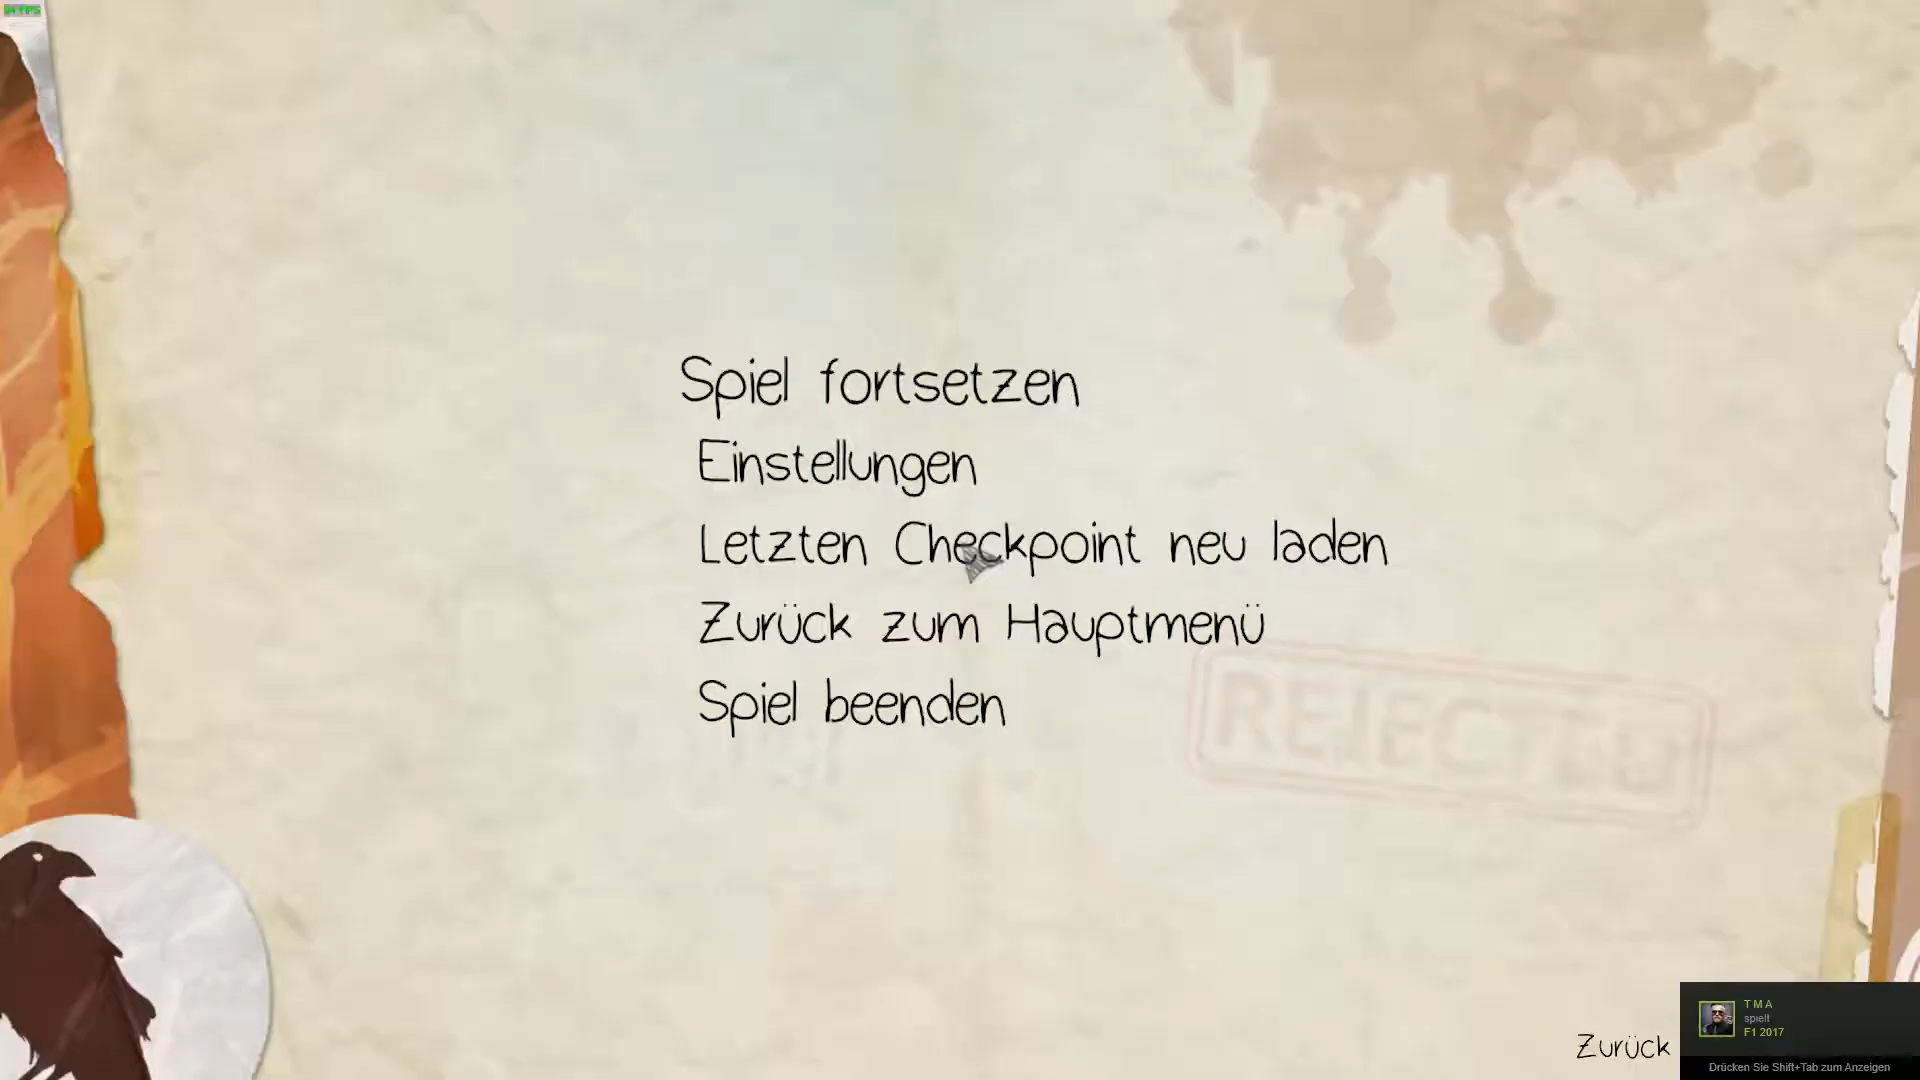 Spiel fortsetzen
Einstellungen
Letzten Checkpoint neu laden
Zurück zum Hauptmenü
Spiel beenden
REJECTED
Zurück
T M A
spielt
F1 2017
Drücken Sie Shift+Tab zum Anzeigen